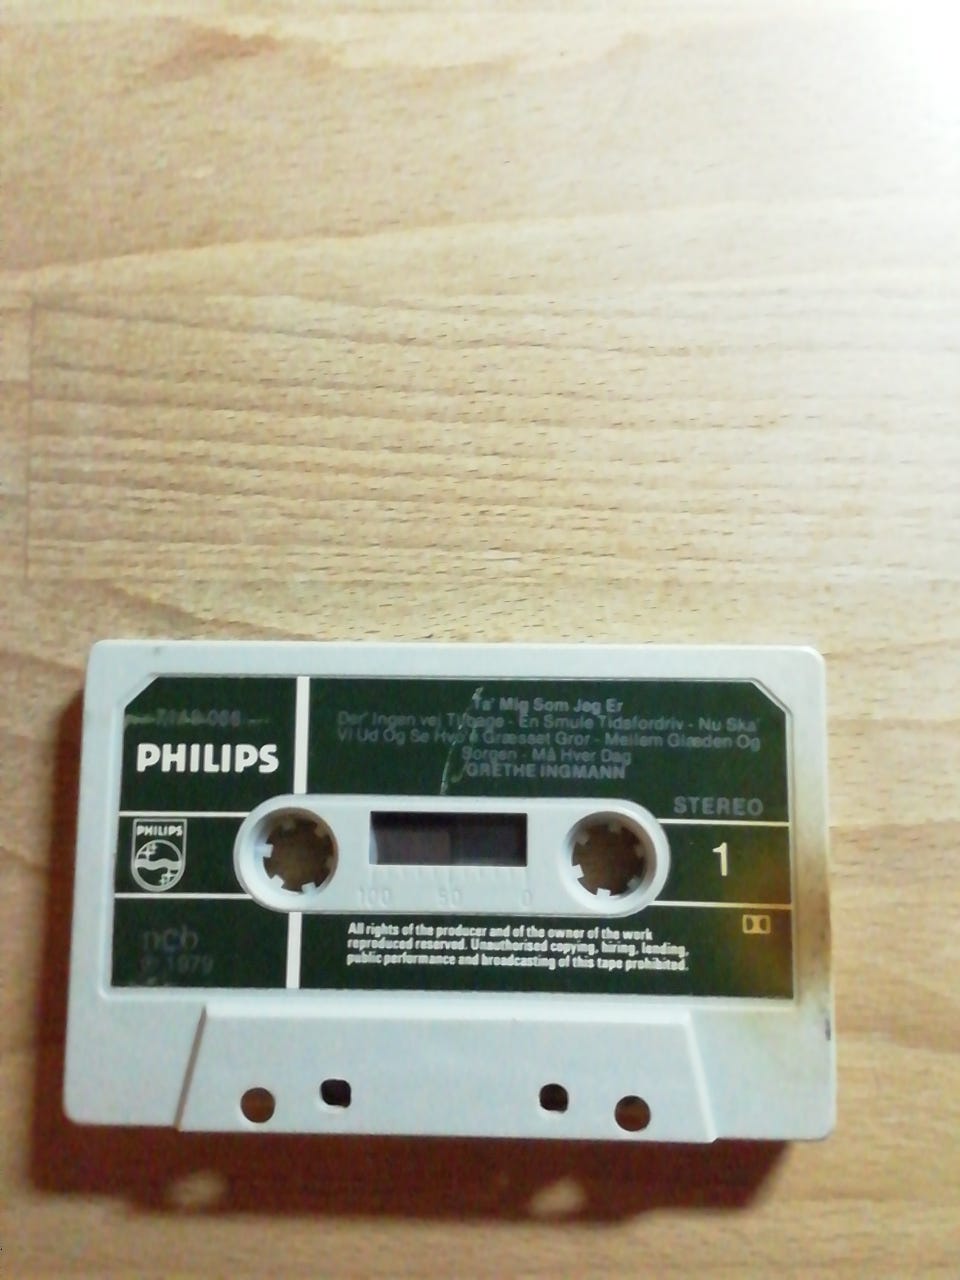 Ta' Mig Som Jeg Er
Der' Ingen vej Tilbage - En Smule Tidsfordriv - Nu Ska'
Vi Ud Og Se Hvo'r Græsset Gror - Mellem Glæden Og
Sorgen - Må Hver Dag
GRETHE INGMANN
PHILIPS
STEREO
PHILIPS
1
100 50 0
ncb
℗ 1979
All rights of the producer and of the owner of the work
reproduced reserved. Unauthorised copying, hiring, lending,
public performance and broadcasting of this tape prohibited.